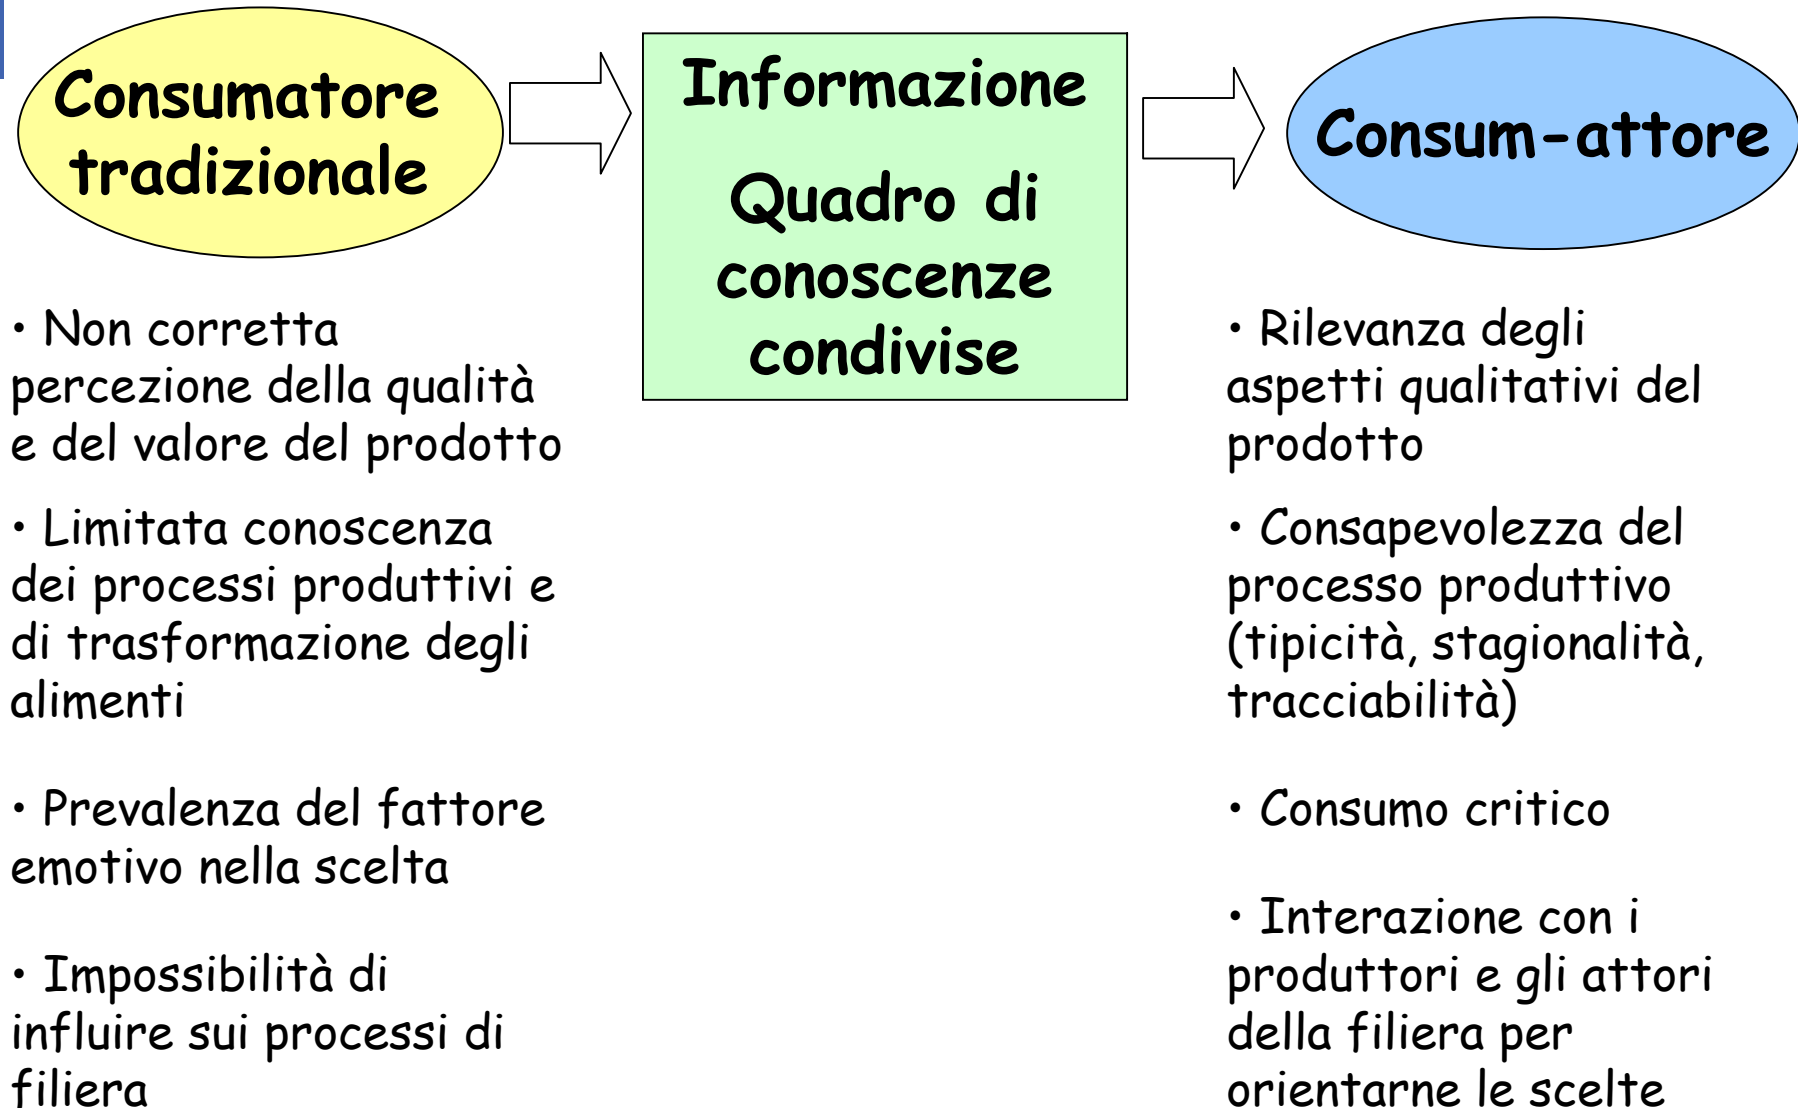 Consumatore
tradizionale
Informazione
Quadro di
conoscenze
condivise
Consum-attore
• Non corretta
percezione della qualità
e del valore del prodotto
• Limitata conoscenza
dei processi produttivi e
di trasformazione degli
alimenti
• Prevalenza del fattore
emotivo nella scelta
• Impossibilità di
influire sui processi di
filiera
• Rilevanza degli
aspetti qualitativi del
prodotto
• Consapevolezza del
processo produttivo
(tipicità, stagionalità,
tracciabilità)
• Consumo critico
• Interazione con i
produttori e gli attori
della filiera per
orientarne le scelte